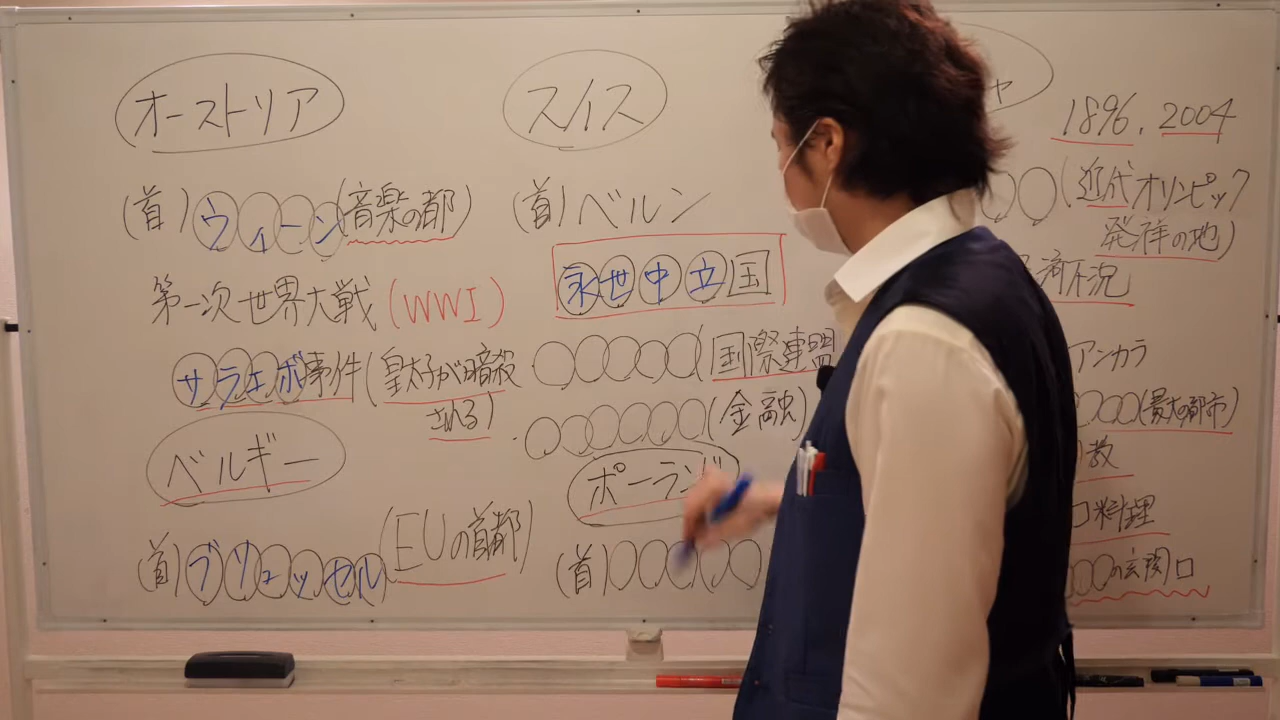 オーストリア
(首)ウィーン(音楽の都)
第一次世界大戦(WWI)
サラエボ事件(皇太子が暗殺
される)
ベルギー
(首)ブリュッセル(EUの首都)
スイス
(首)ベルン
永世中立国
○○○○○(国際連盟
○○○○○○(金融)
ポーランド
(首)○○○○○
ャ
1896, 2004
○○(近代オリンピック
発祥の地)
済不況
アンカラ
○○○(最大の都市)
教
コ料理
○○○の玄関口